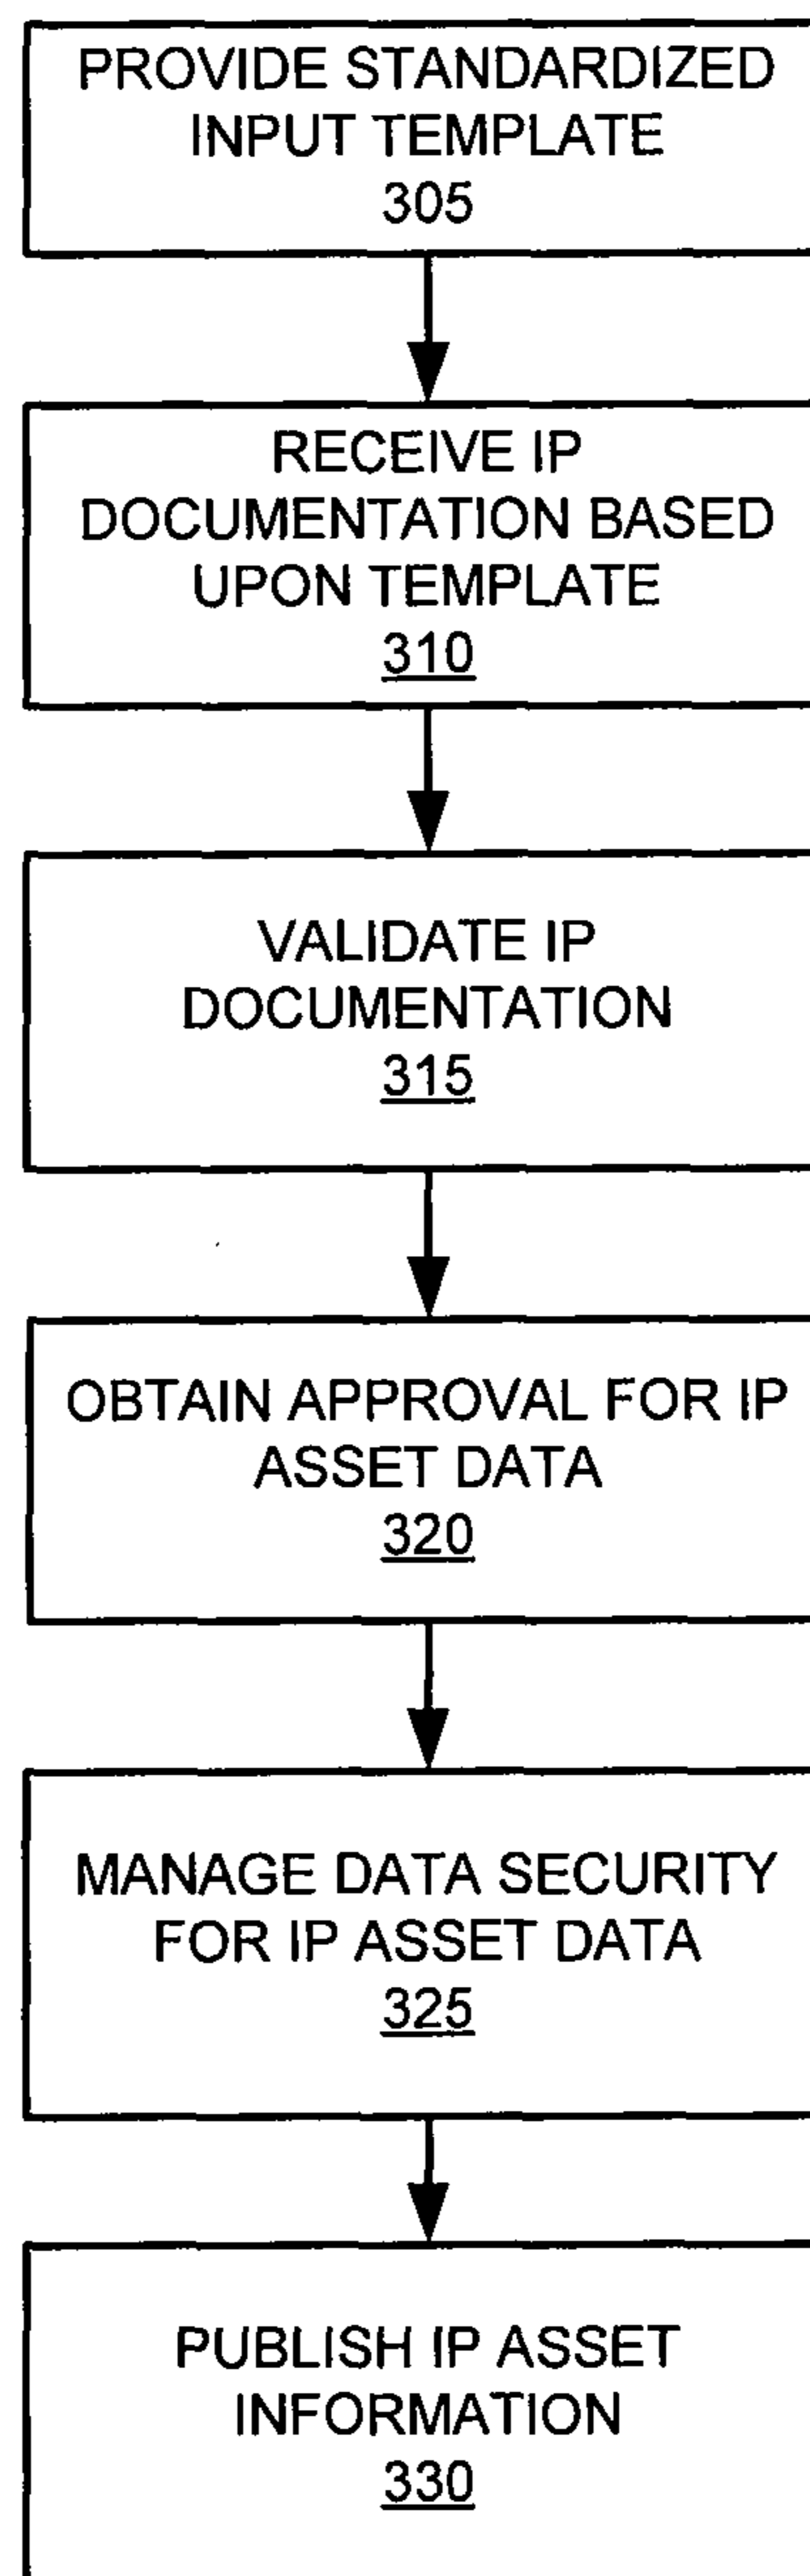 PROVIDE STANDARDIZED
INPUT TEMPLATE
305
RECEIVE IP
DOCUMENTATION BASED
UPON TEMPLATE
310
VALIDATE IP
DOCUMENTATION
315
OBTAIN APPROVAL FOR IP
ASSET DATA
320
MANAGE DATA SECURITY
FOR IP ASSET DATA
325
PUBLISH IP ASSET
INFORMATION
330